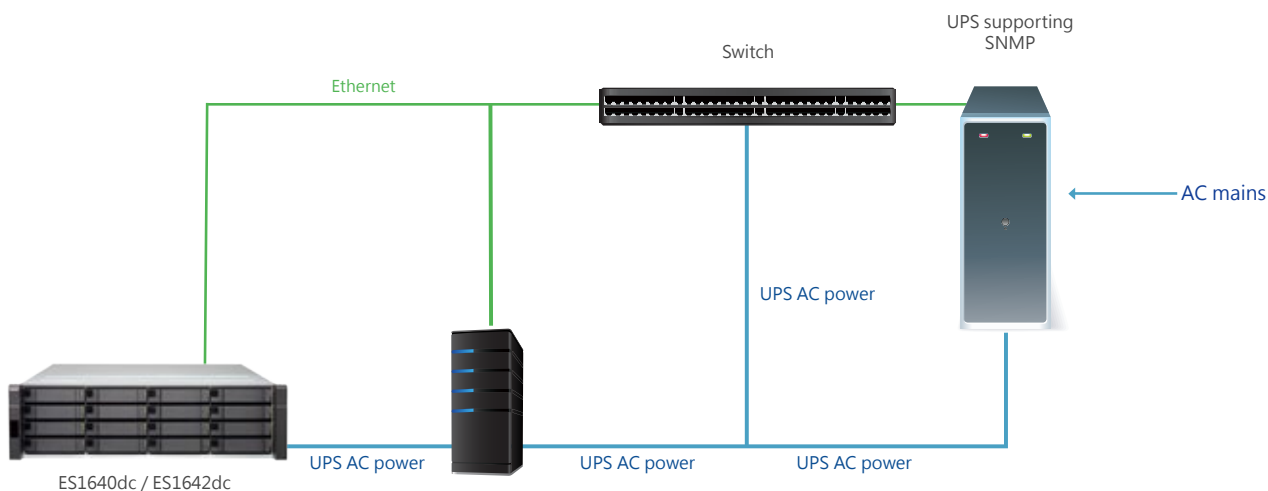 UPS supporting
SNMP
Switch
Ethernet
AC mains
UPS AC power
UPS AC power
UPS AC power
UPS AC power
ES1640dc / ES1642dc